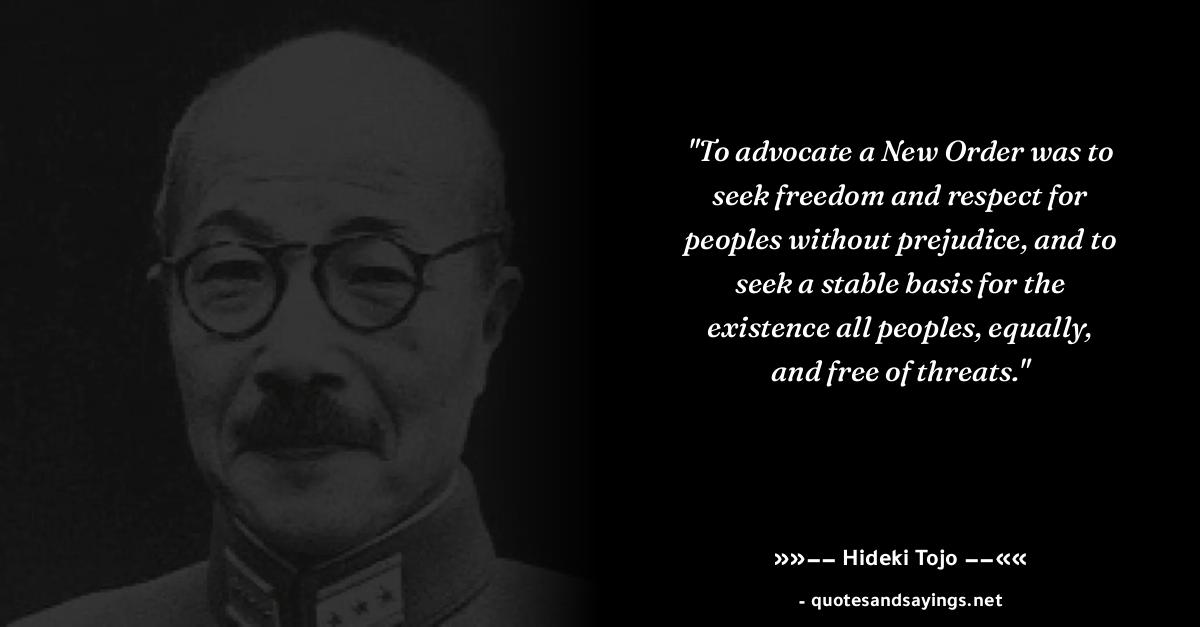 "To advocate a New Order was to
seek freedom and respect for
peoples without prejudice, and to
seek a stable basis for the
existence all peoples, equally,
and free of threats."
»»−− Hideki Tojo −−««
- quotesandsayings.net